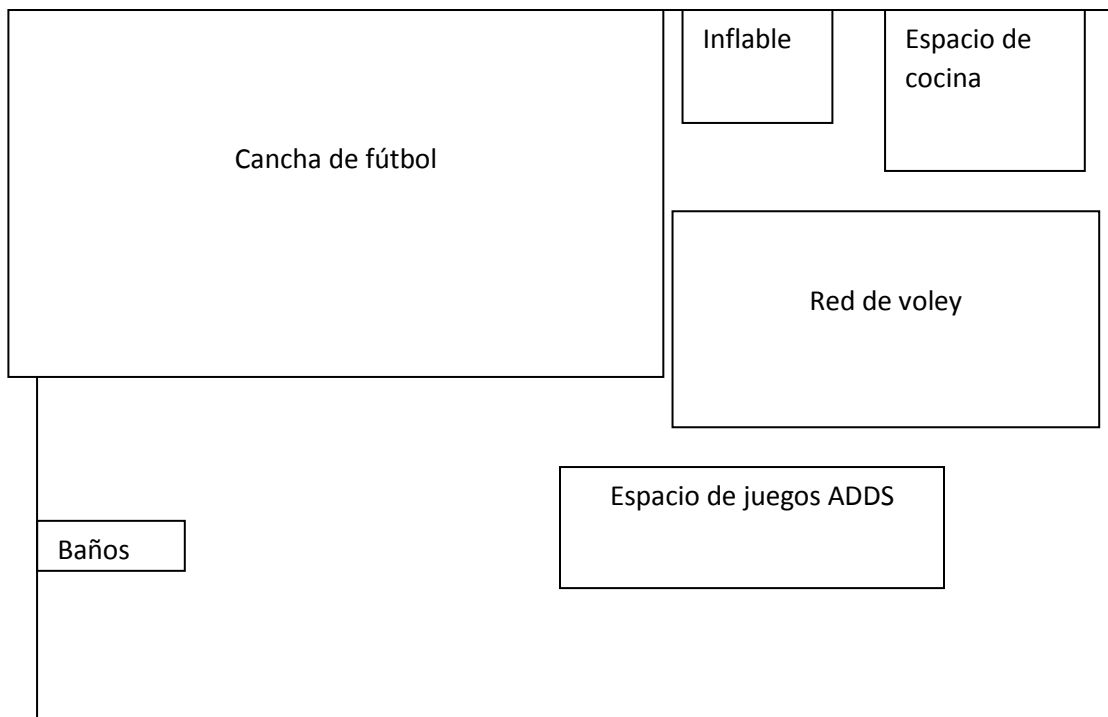 Inflable
Espacio de
cocina
Cancha de fútbol
Red de voley
Espacio de juegos ADDS
Baños